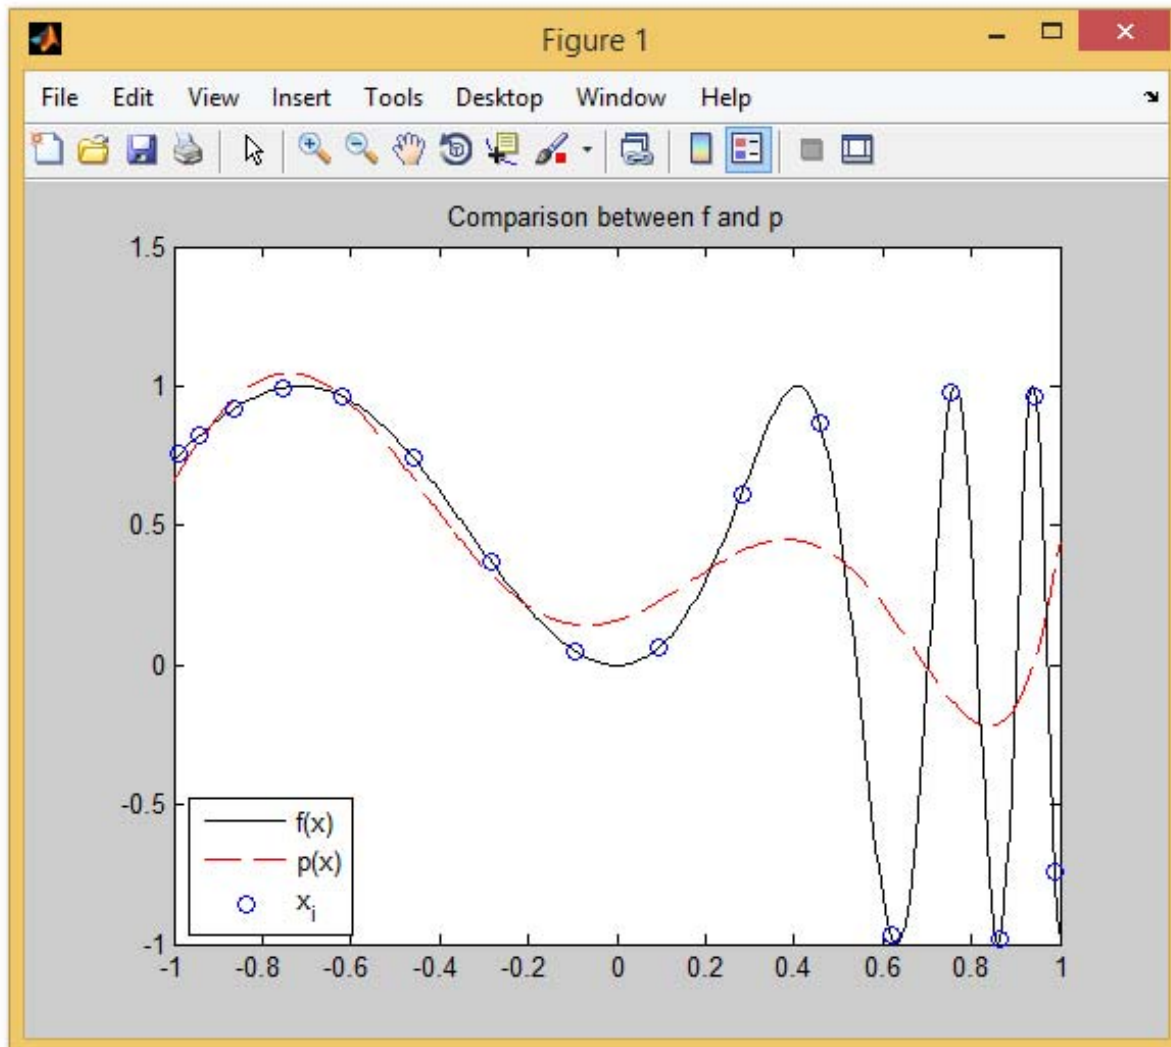 Figure 1
File Edit View Insert Tools Desktop Window Help
Comparison between f and p
1.5
1
0.5
0
-0.5
-1
f(x)
p(x)
x_i
-1 -0.8 -0.6 -0.4 -0.2 0 0.2 0.4 0.6 0.8 1